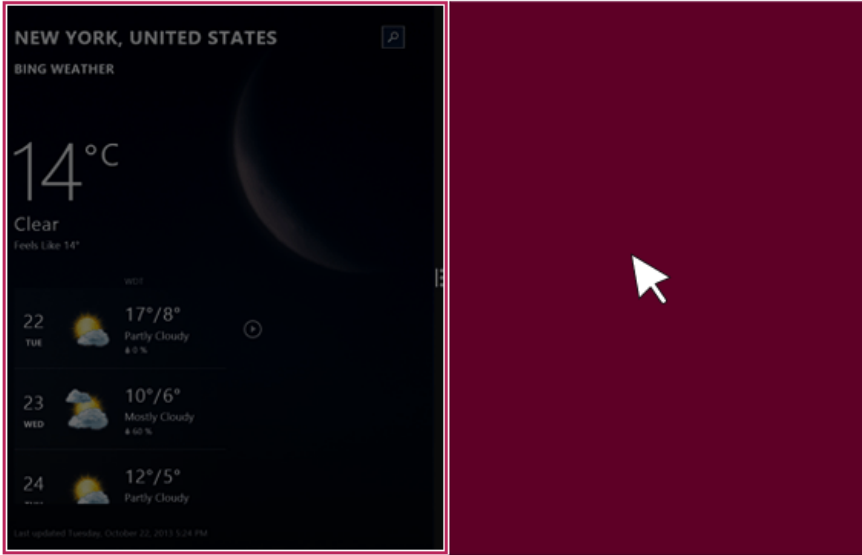 NEW YORK, UNITED STATES
BING WEATHER
14°C
Clear
Feels Like 14°
WDT
22
TUE
17°/8°
Partly Cloudy
0 %
23
WED
10°/6°
Mostly Cloudy
60 %
24
12°/5°
Partly Cloudy
Last updated Tuesday, October 22, 2013 5:24 PM